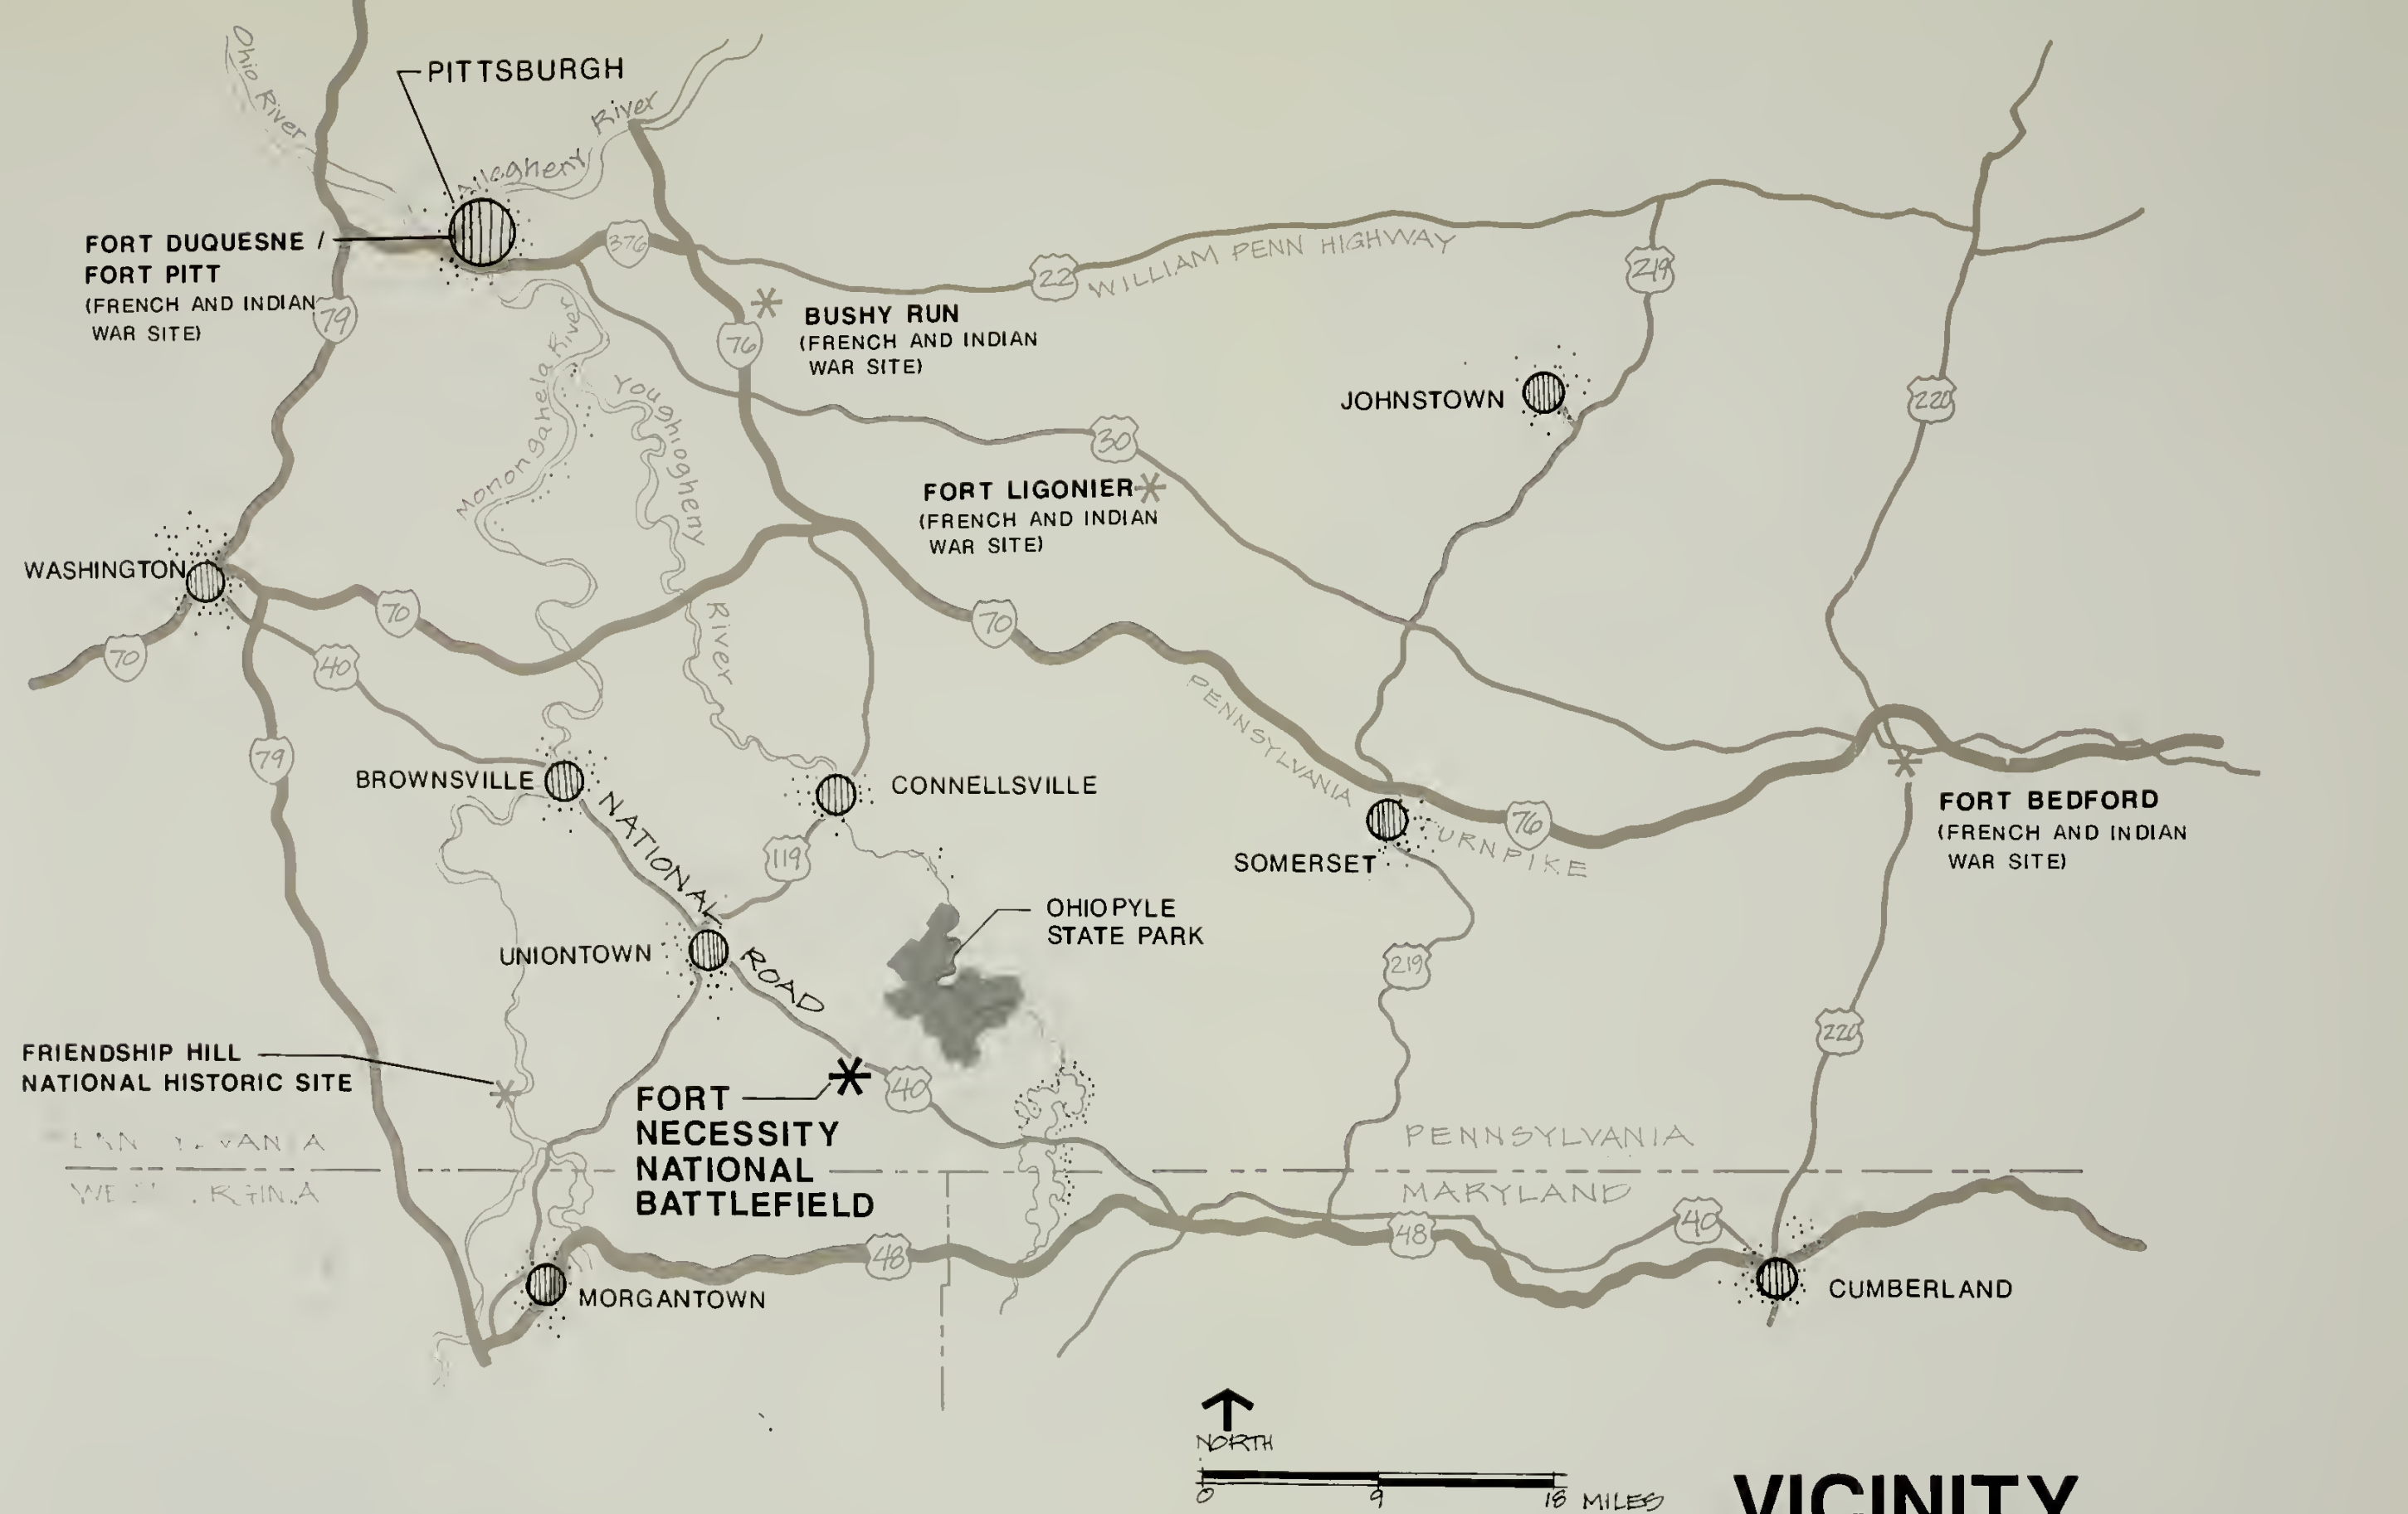 Ohio River
PITTSBURGH
Allegheny River
FORT DUQUESNE /
FORT PITT
(FRENCH AND INDIAN
WAR SITE)
79
376
22
WILLIAM PENN HIGHWAY
219
220
BUSHY RUN
(FRENCH AND INDIAN
WAR SITE)
76
Monongahela River
Youghiogheny
River
JOHNSTOWN
30
FORT LIGONIER
(FRENCH AND INDIAN
WAR SITE)
WASHINGTON
70
70
70
40
79
PENNSYLVANIA
TURNPIKE
76
BROWNSVILLE
NATIONAL
ROAD
CONNELLSVILLE
119
SOMERSET
FORT BEDFORD
(FRENCH AND INDIAN
WAR SITE)
OHIOPYLE
STATE PARK
UNIONTOWN
219
220
FRIENDSHIP HILL
NATIONAL HISTORIC SITE
FORT
NECESSITY
NATIONAL
BATTLEFIELD
40
PENNSYLVANIA
MARYLAND
48
48
40
MORGANTOWN
CUMBERLAND
NORTH
0 9 18 MILES
VICINITY